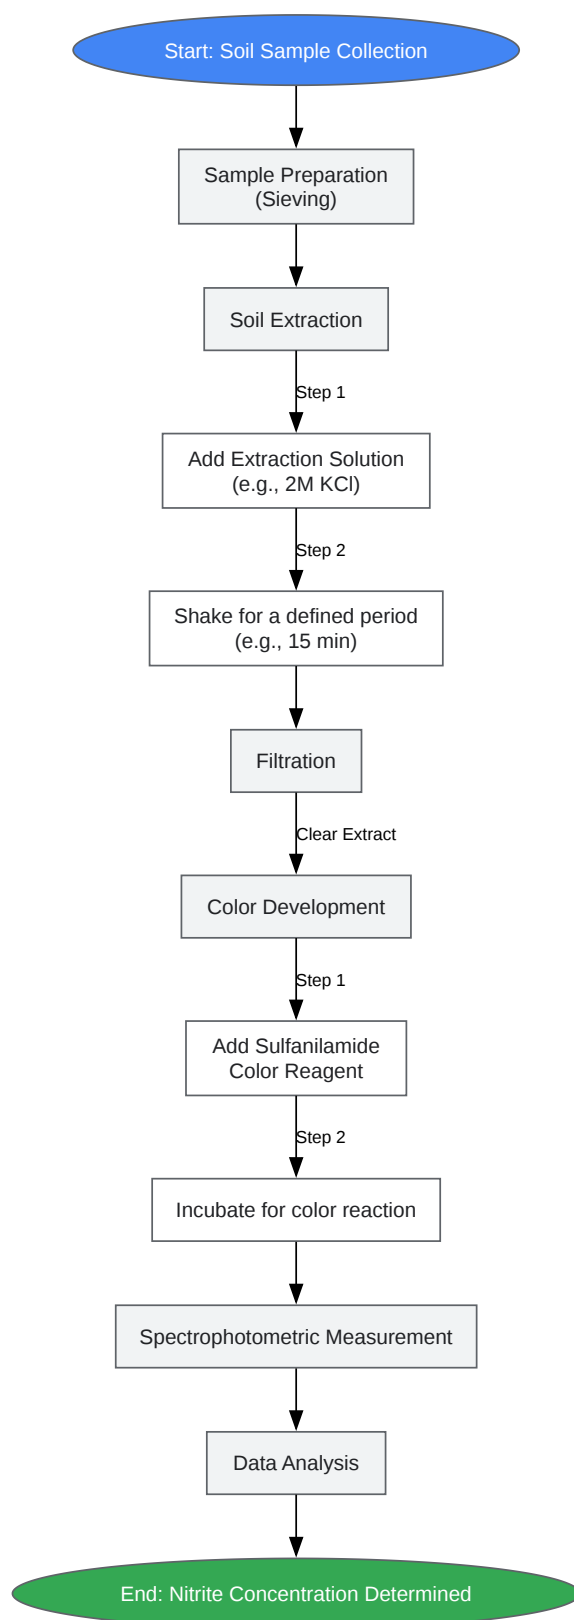 Start: Soil Sample Collection
Sample Preparation
(Sieving)
Soil Extraction
Step 1
Add Extraction Solution
(e.g., 2M KCl)
Step 2
Shake for a defined period
(e.g., 15 min)
Filtration
Clear Extract
Color Development
Step 1
Add Sulfanilamide
Color Reagent
Step 2
Incubate for color reaction
Spectrophotometric Measurement
Data Analysis
End: Nitrite Concentration Determined